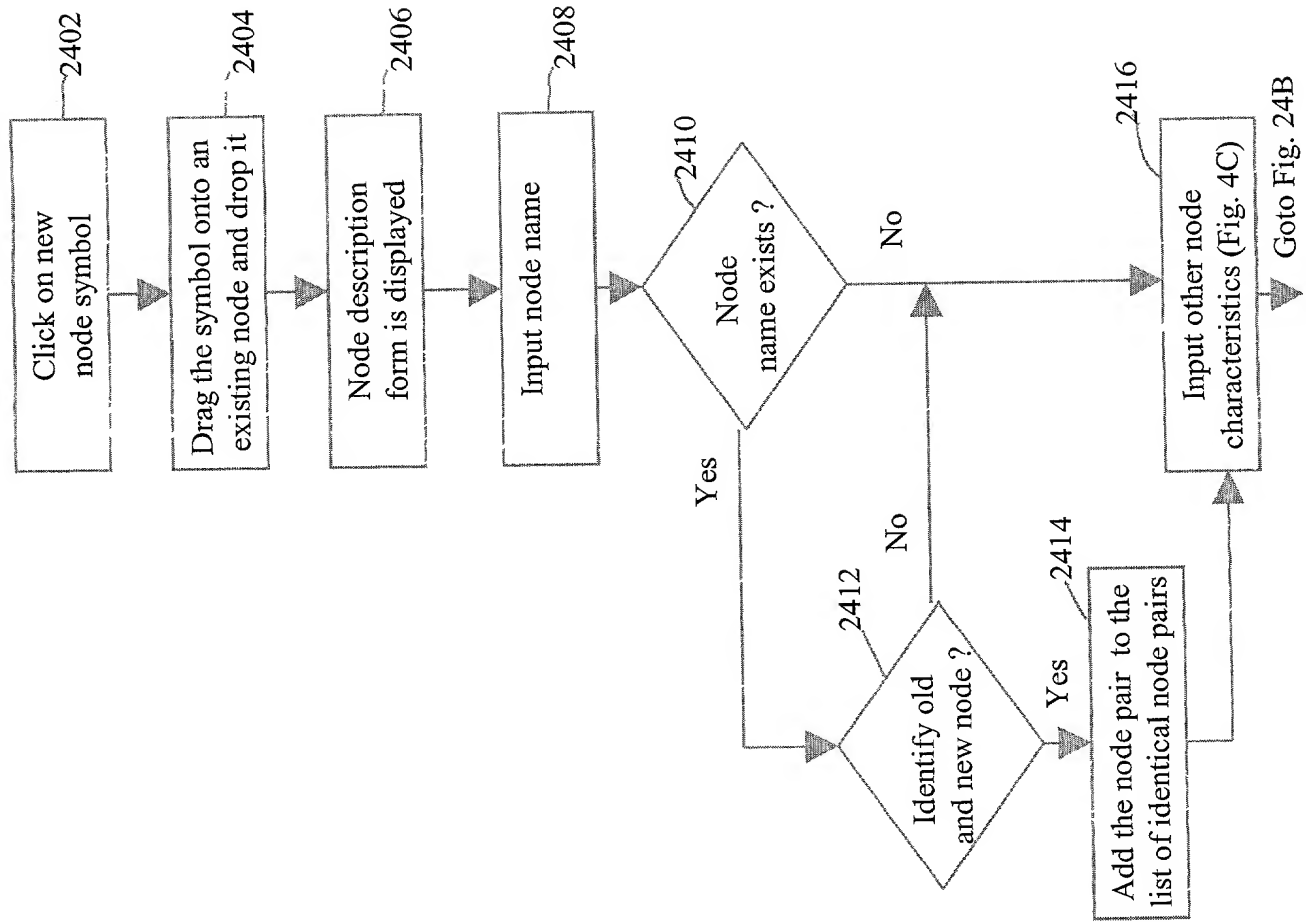 Click on new
node symbol
2402
Drag the symbol onto an
existing node and drop it
2404
Node description
form is displayed
2406
Input node name
2408
Node
name exists ?
2410
Yes
No
Identify old
and new node ?
2412
No
Yes
Add the node pair to the
list of identical node pairs
2414
Input other node
characteristics (Fig. 4C)
2416
Goto Fig. 24B